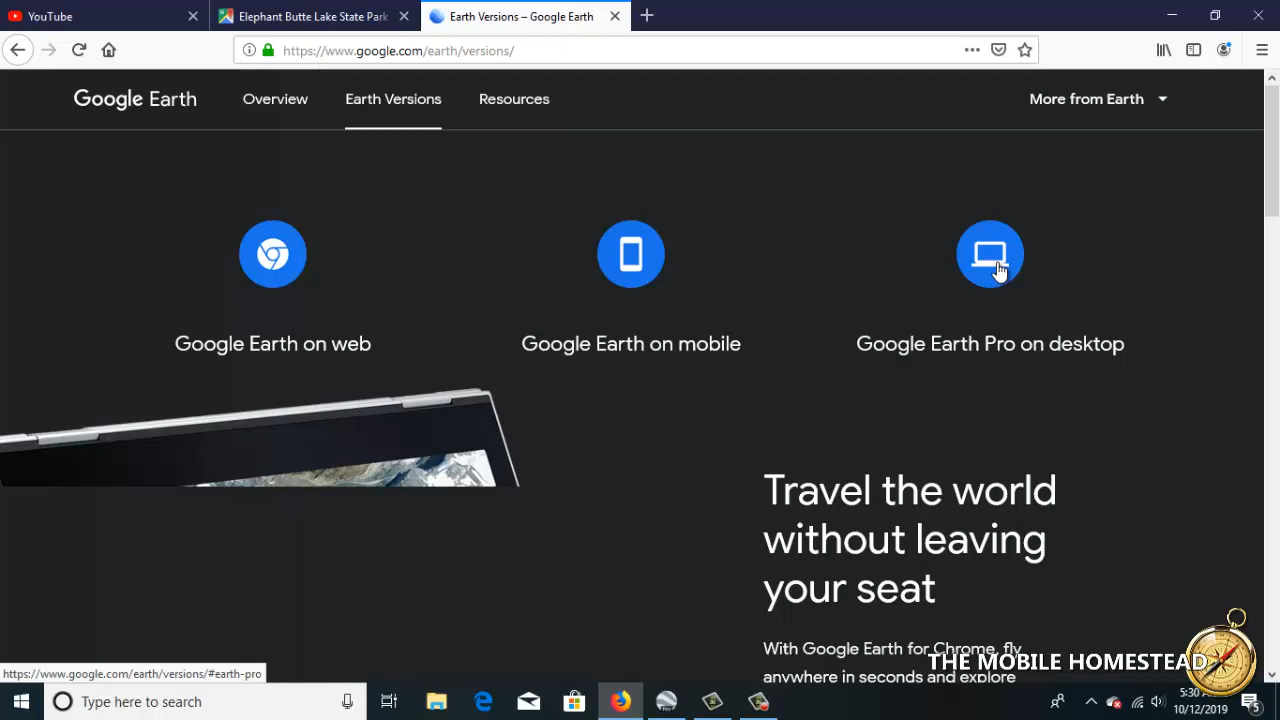 YouTube
Elephant Butte Lake State Park
Earth Versions – Google Earth
https://www.google.com/earth/versions/
Google Earth
Overview
Earth Versions
Resources
More from Earth
Google Earth on web
Google Earth on mobile
Google Earth Pro on desktop
Travel the world
without leaving
your seat
With Google Earth for Chrome, fly
anywhere in seconds and explore
THE MOBILE HOMESTEAD
https://www.google.com/earth/versions/#earth-pro
Type here to search
5:30
10/12/2019
5